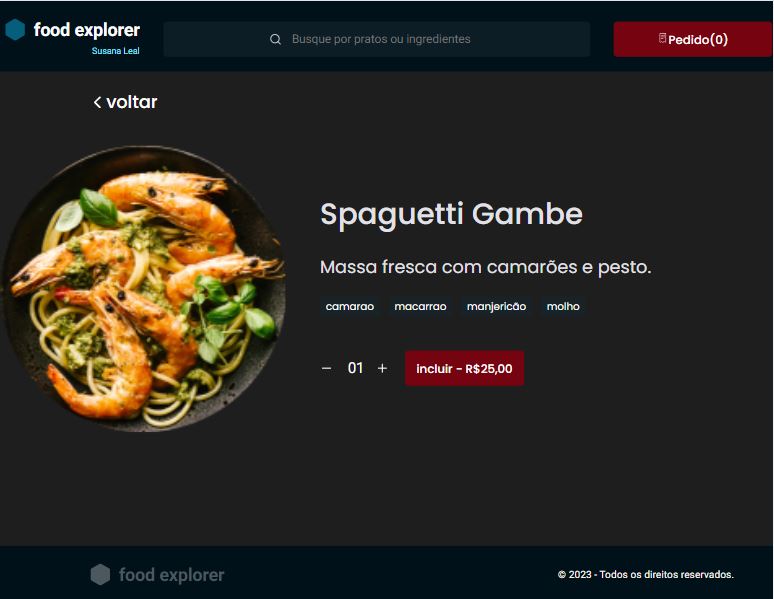 food explorer
Susana Leal
Busque por pratos ou ingredientes
Pedido(0)
voltar
Spaguetti Gambe
Massa fresca com camarões e pesto.
camarao macarrao manjericão molho
− 01 + incluir - R$25,00
food explorer
© 2023 - Todos os direitos reservados.